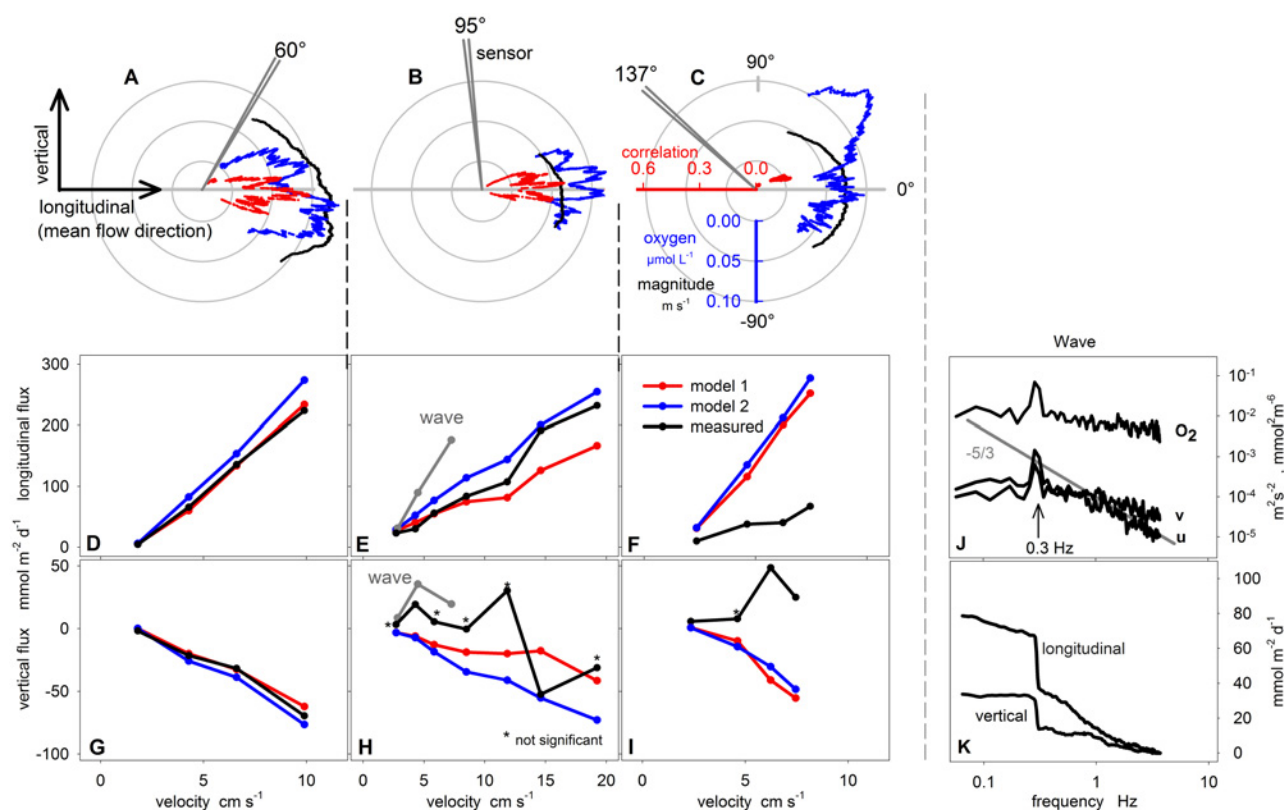 60°
95°
sensor
137°
90°
A
B
C
vertical
longitudinal
(mean flow direction)
correlation
0.6 0.3 0.0
0°
0.00
oxygen
µmol L⁻¹
0.05
magnitude
m s⁻¹
0.10
-90°
Wave
300
200
100
0
longitudinal flux
mmol m⁻² d⁻¹
wave
model 1
model 2
measured
D
E
F
10⁻¹
10⁻²
10⁻³
10⁻⁴
10⁻⁵
O₂
-5/3
v
u
0.3 Hz
J
m²s⁻² , mmol²m⁻⁶
50
0
-50
-100
vertical flux
wave
* * * * *
* not significant
*
G
H
I
longitudinal
vertical
K
100
80
60
40
20
0
mmol m⁻² d⁻¹
0 5 10
velocity cm s⁻¹
0 5 10 15 20
velocity cm s⁻¹
0 5 10
velocity cm s⁻¹
0.1 1 10
frequency Hz